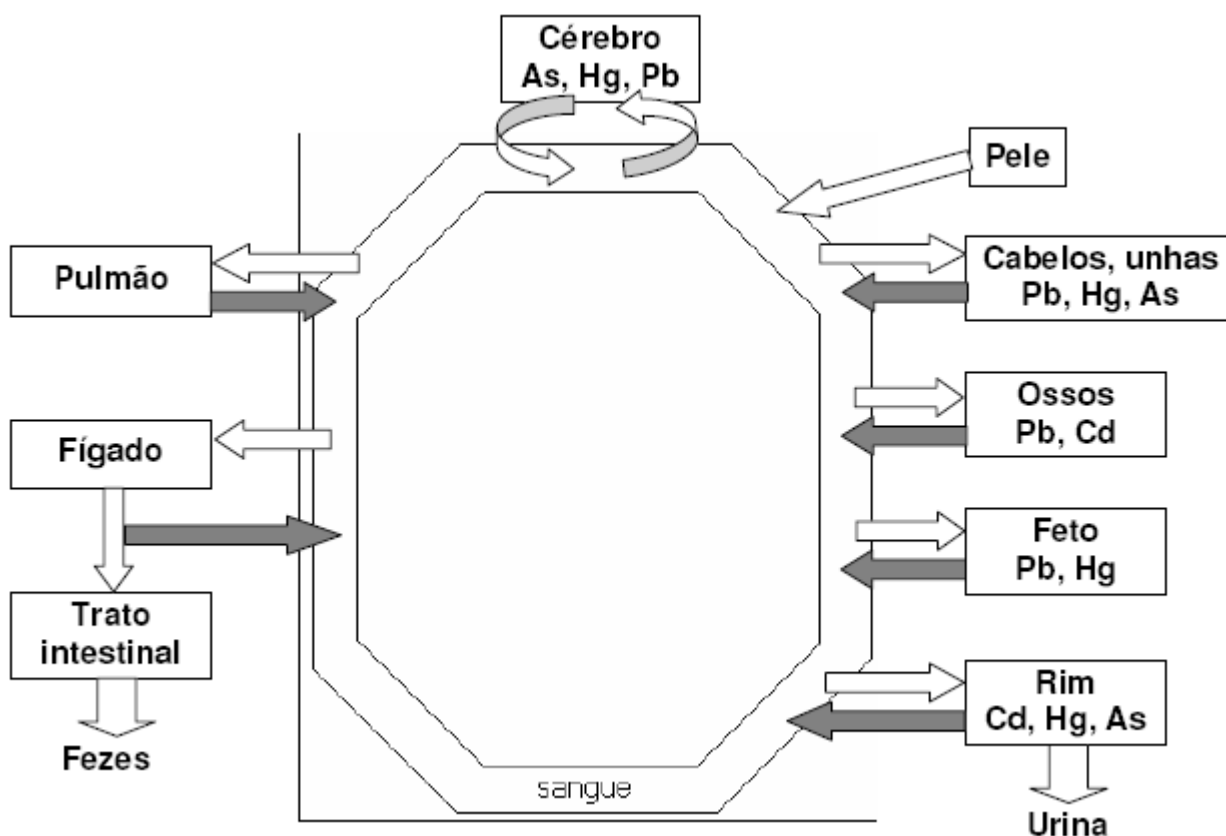 Cérebro
As, Hg, Pb
Pele
Pulmão
Cabelos, unhas
Pb, Hg, As
Ossos
Pb, Cd
Fígado
Feto
Pb, Hg
Trato
intestinal
Rim
Cd, Hg, As
Fezes
sangue
Urina